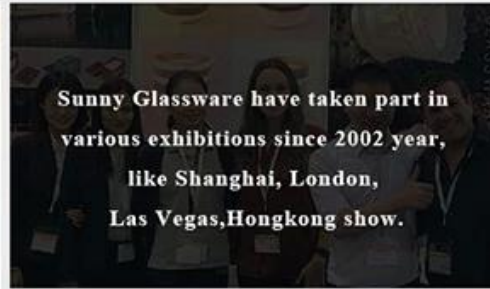 Sunny Glassware have taken part in
various exhibitions since 2002 year,
like Shanghai, London,
Las Vegas,Hongkong show.